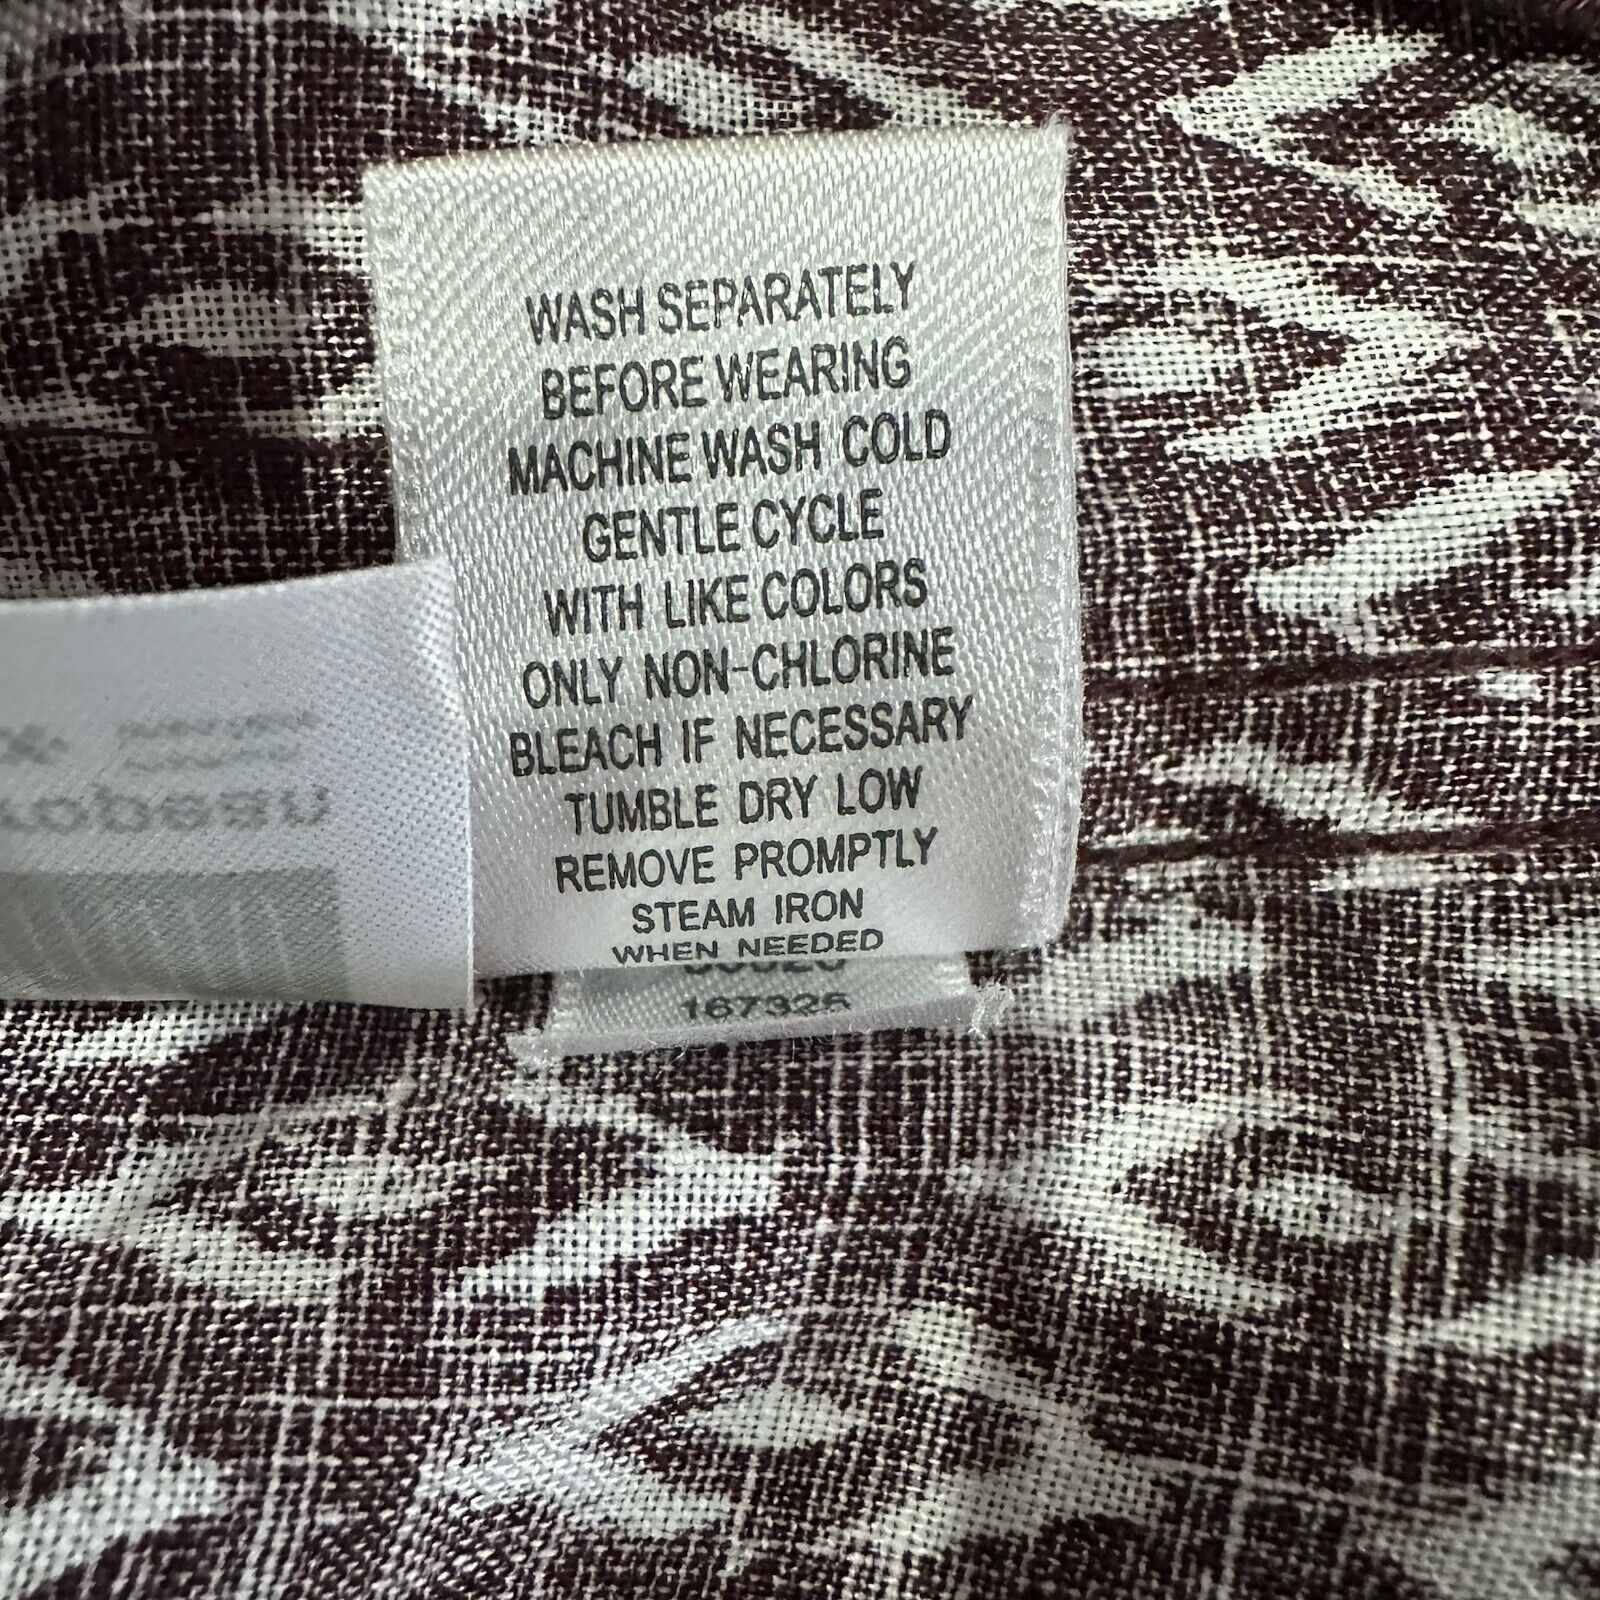 WASH SEPARATELY
BEFORE WEARING
MACHINE WASH COLD
GENTLE CYCLE
WITH LIKE COLORS
ONLY NON-CHLORINE
BLEACH IF NECESSARY
TUMBLE DRY LOW
REMOVE PROMPTLY
STEAM IRON
WHEN NEEDED
167325